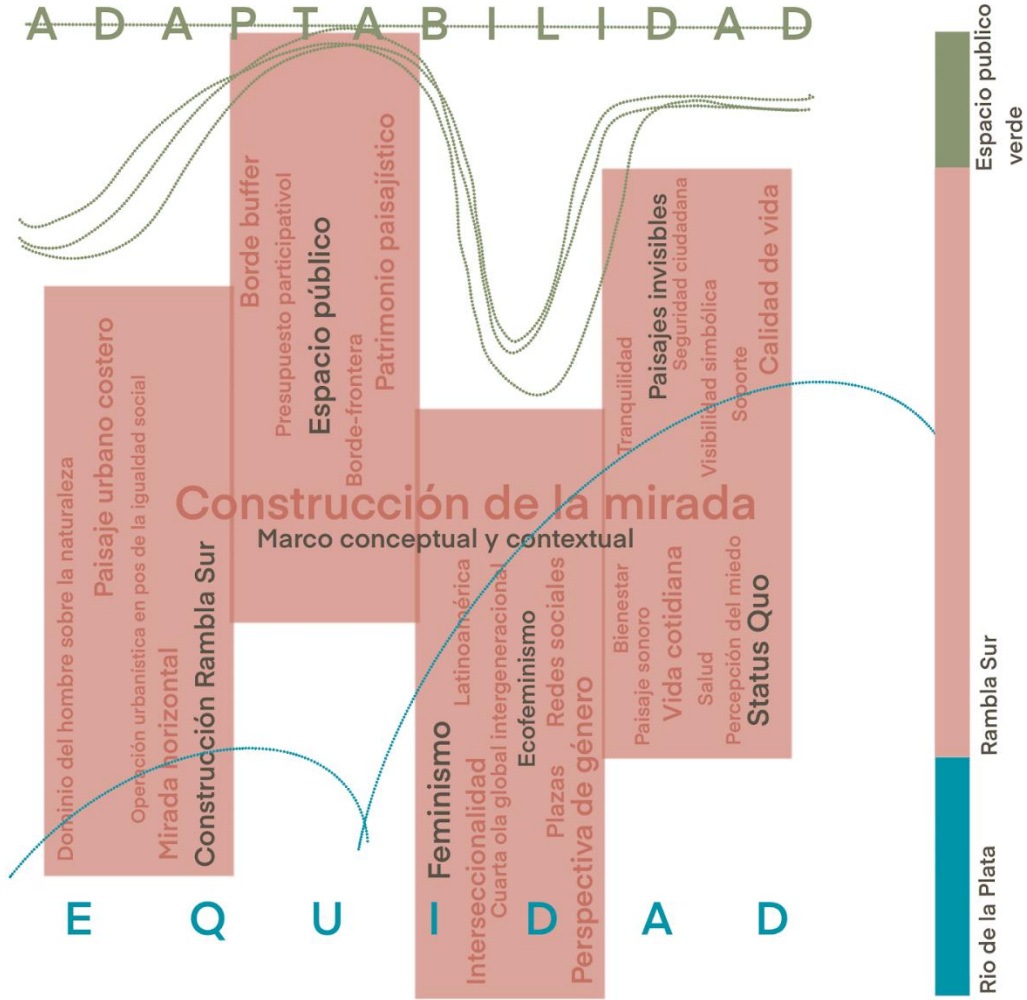 ADAPTABILIDAD
Dominio del hombre sobre la naturaleza
Paisaje urbano costero
Operación urbanística en pos de la igualdad social
Mirada horizontal
Construcción Rambla Sur
Borde buffer
Presupuesto participativol
Espacio público
Borde-frontera
Patrimonio paisajístico
Construcción de la mirada
Marco conceptual y contextual
Feminismo
Latinoamérica
Interseccionalidad
Cuarta ola global intergeneracional
Ecofeminismo
Redes sociales
Plazas
Perspectiva de género
Tranquilidad
Paisajes invisibles
Seguridad ciudadana
Visibilidad simbólica
Soporte
Calidad de vida
Bienestar
Paisaje sonoro
Vida cotidiana
Salud
Percepción del miedo
Status Quo
EQUIDAD
Espacio publico
verde
Rambla Sur
Rio de la Plata